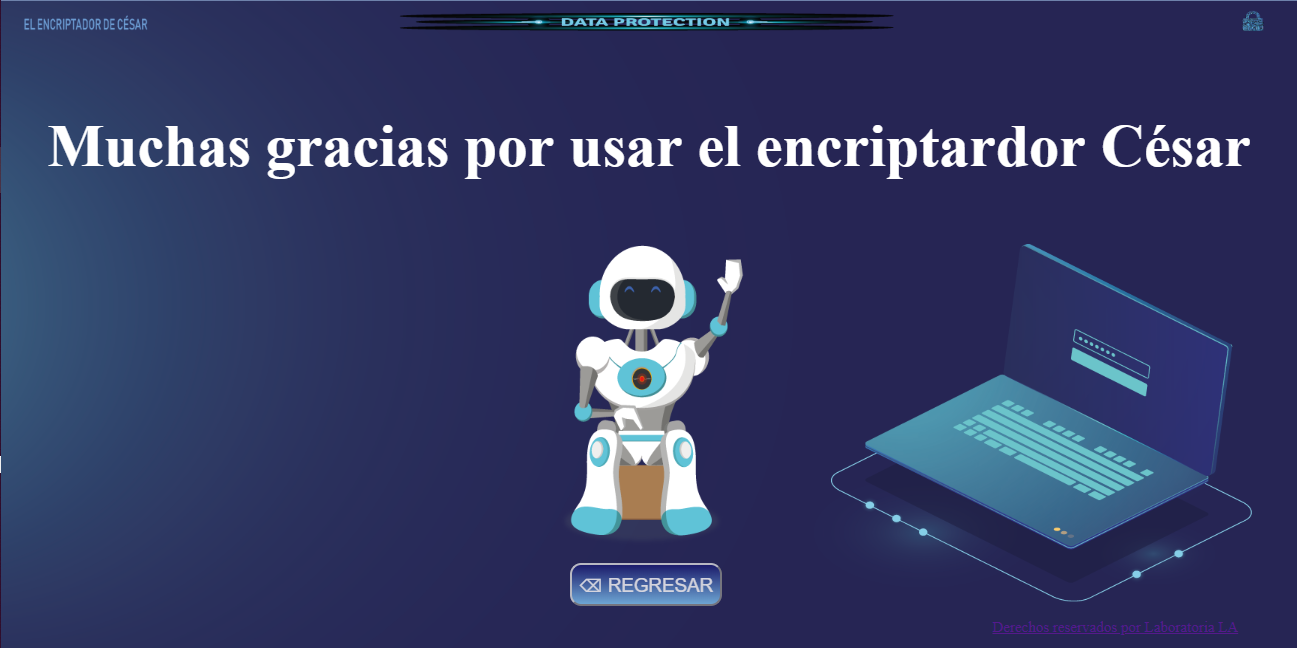 EL ENCRIPTADOR DE CÉSAR
DATA PROTECTION
Muchas gracias por usar el encriptardor César
⌫ REGRESAR
Derechos reservados por Laboratoria LA